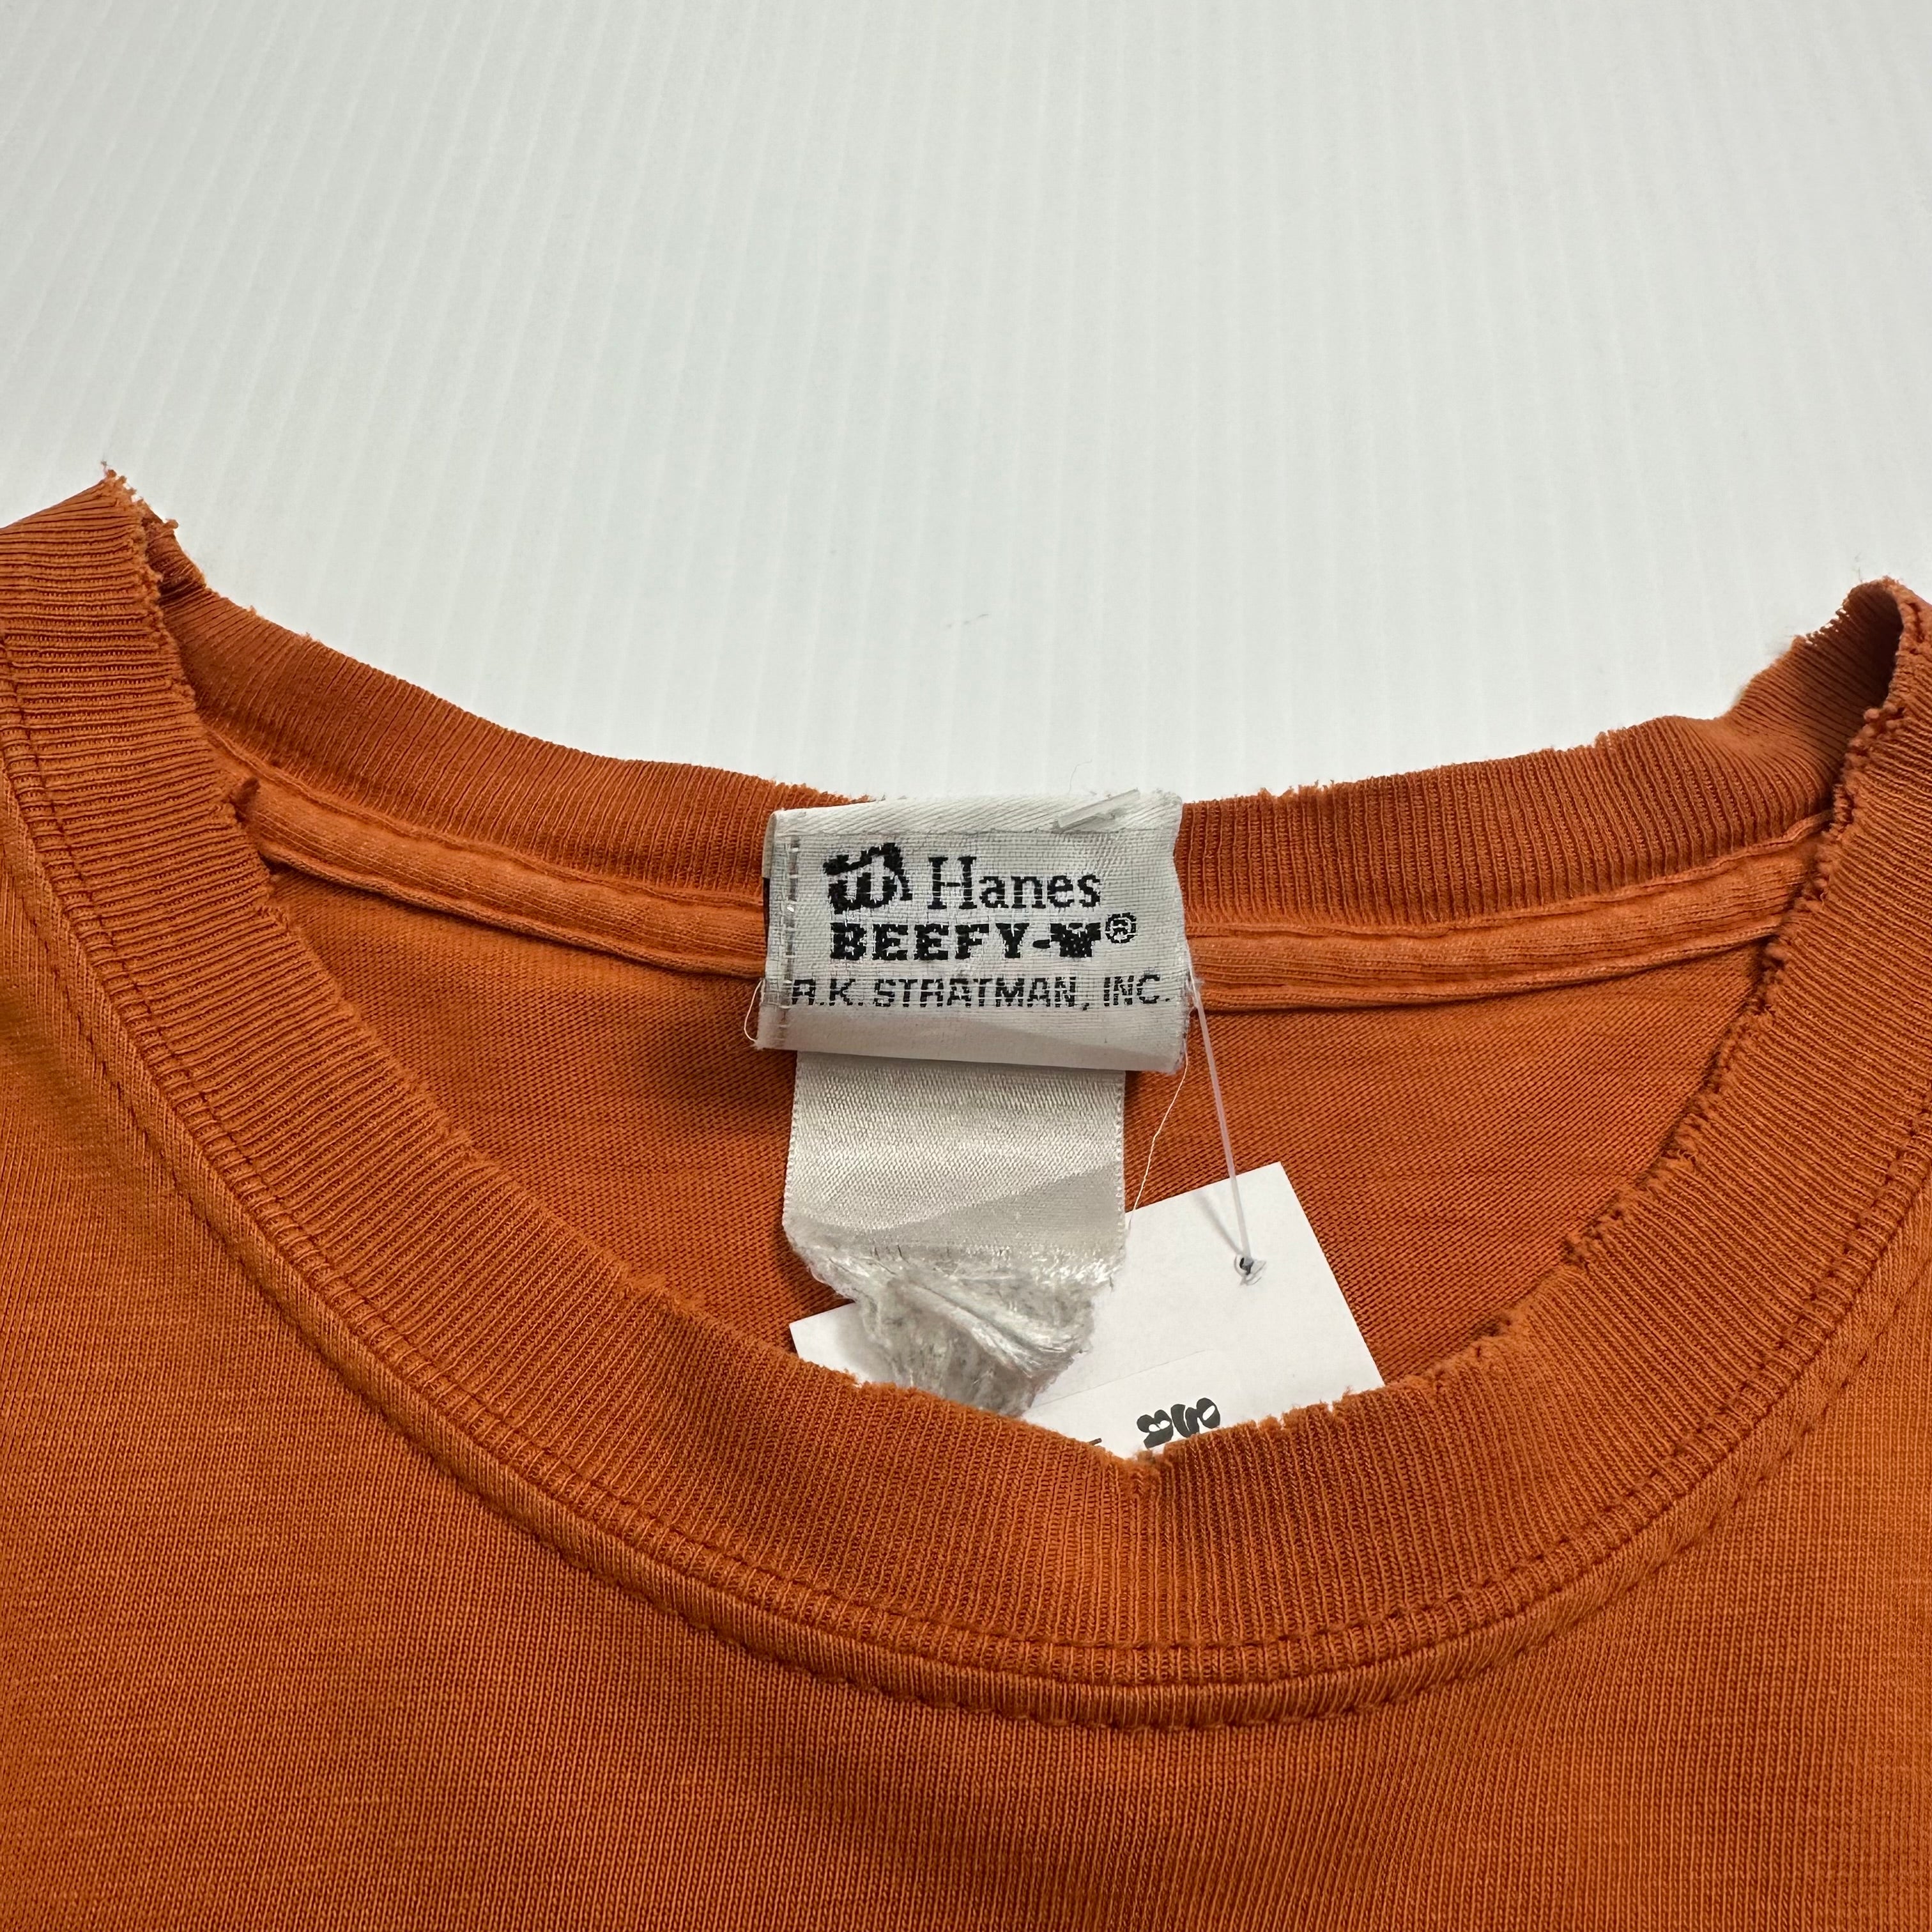 Hanes
BEEFY-T®
R.K. STRATMAN, INC.